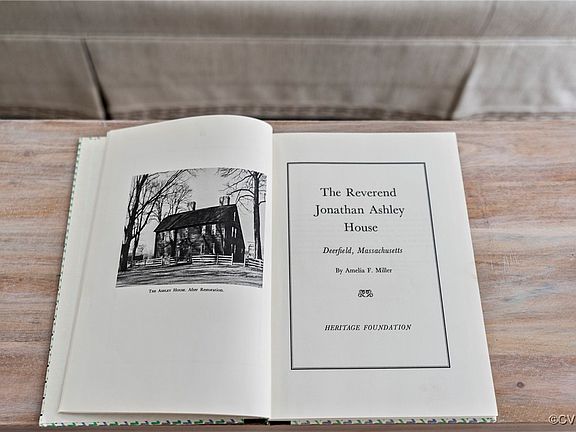 The Ashley House. After Restoration.
The Reverend
Jonathan Ashley
House
Deerfield, Massachusetts
By Amelia F. Miller
HERITAGE FOUNDATION
©CV